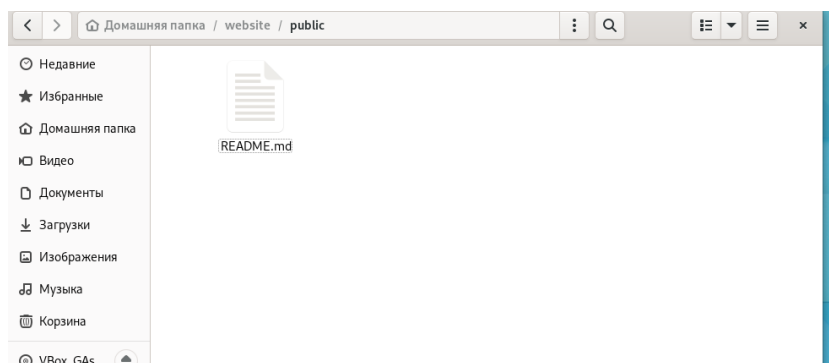 Домашняя папка / website / public
Недавние
Избранные
Домашняя папка
Видео
Документы
Загрузки
Изображения
Музыка
Корзина
VBox_GAs
README.md